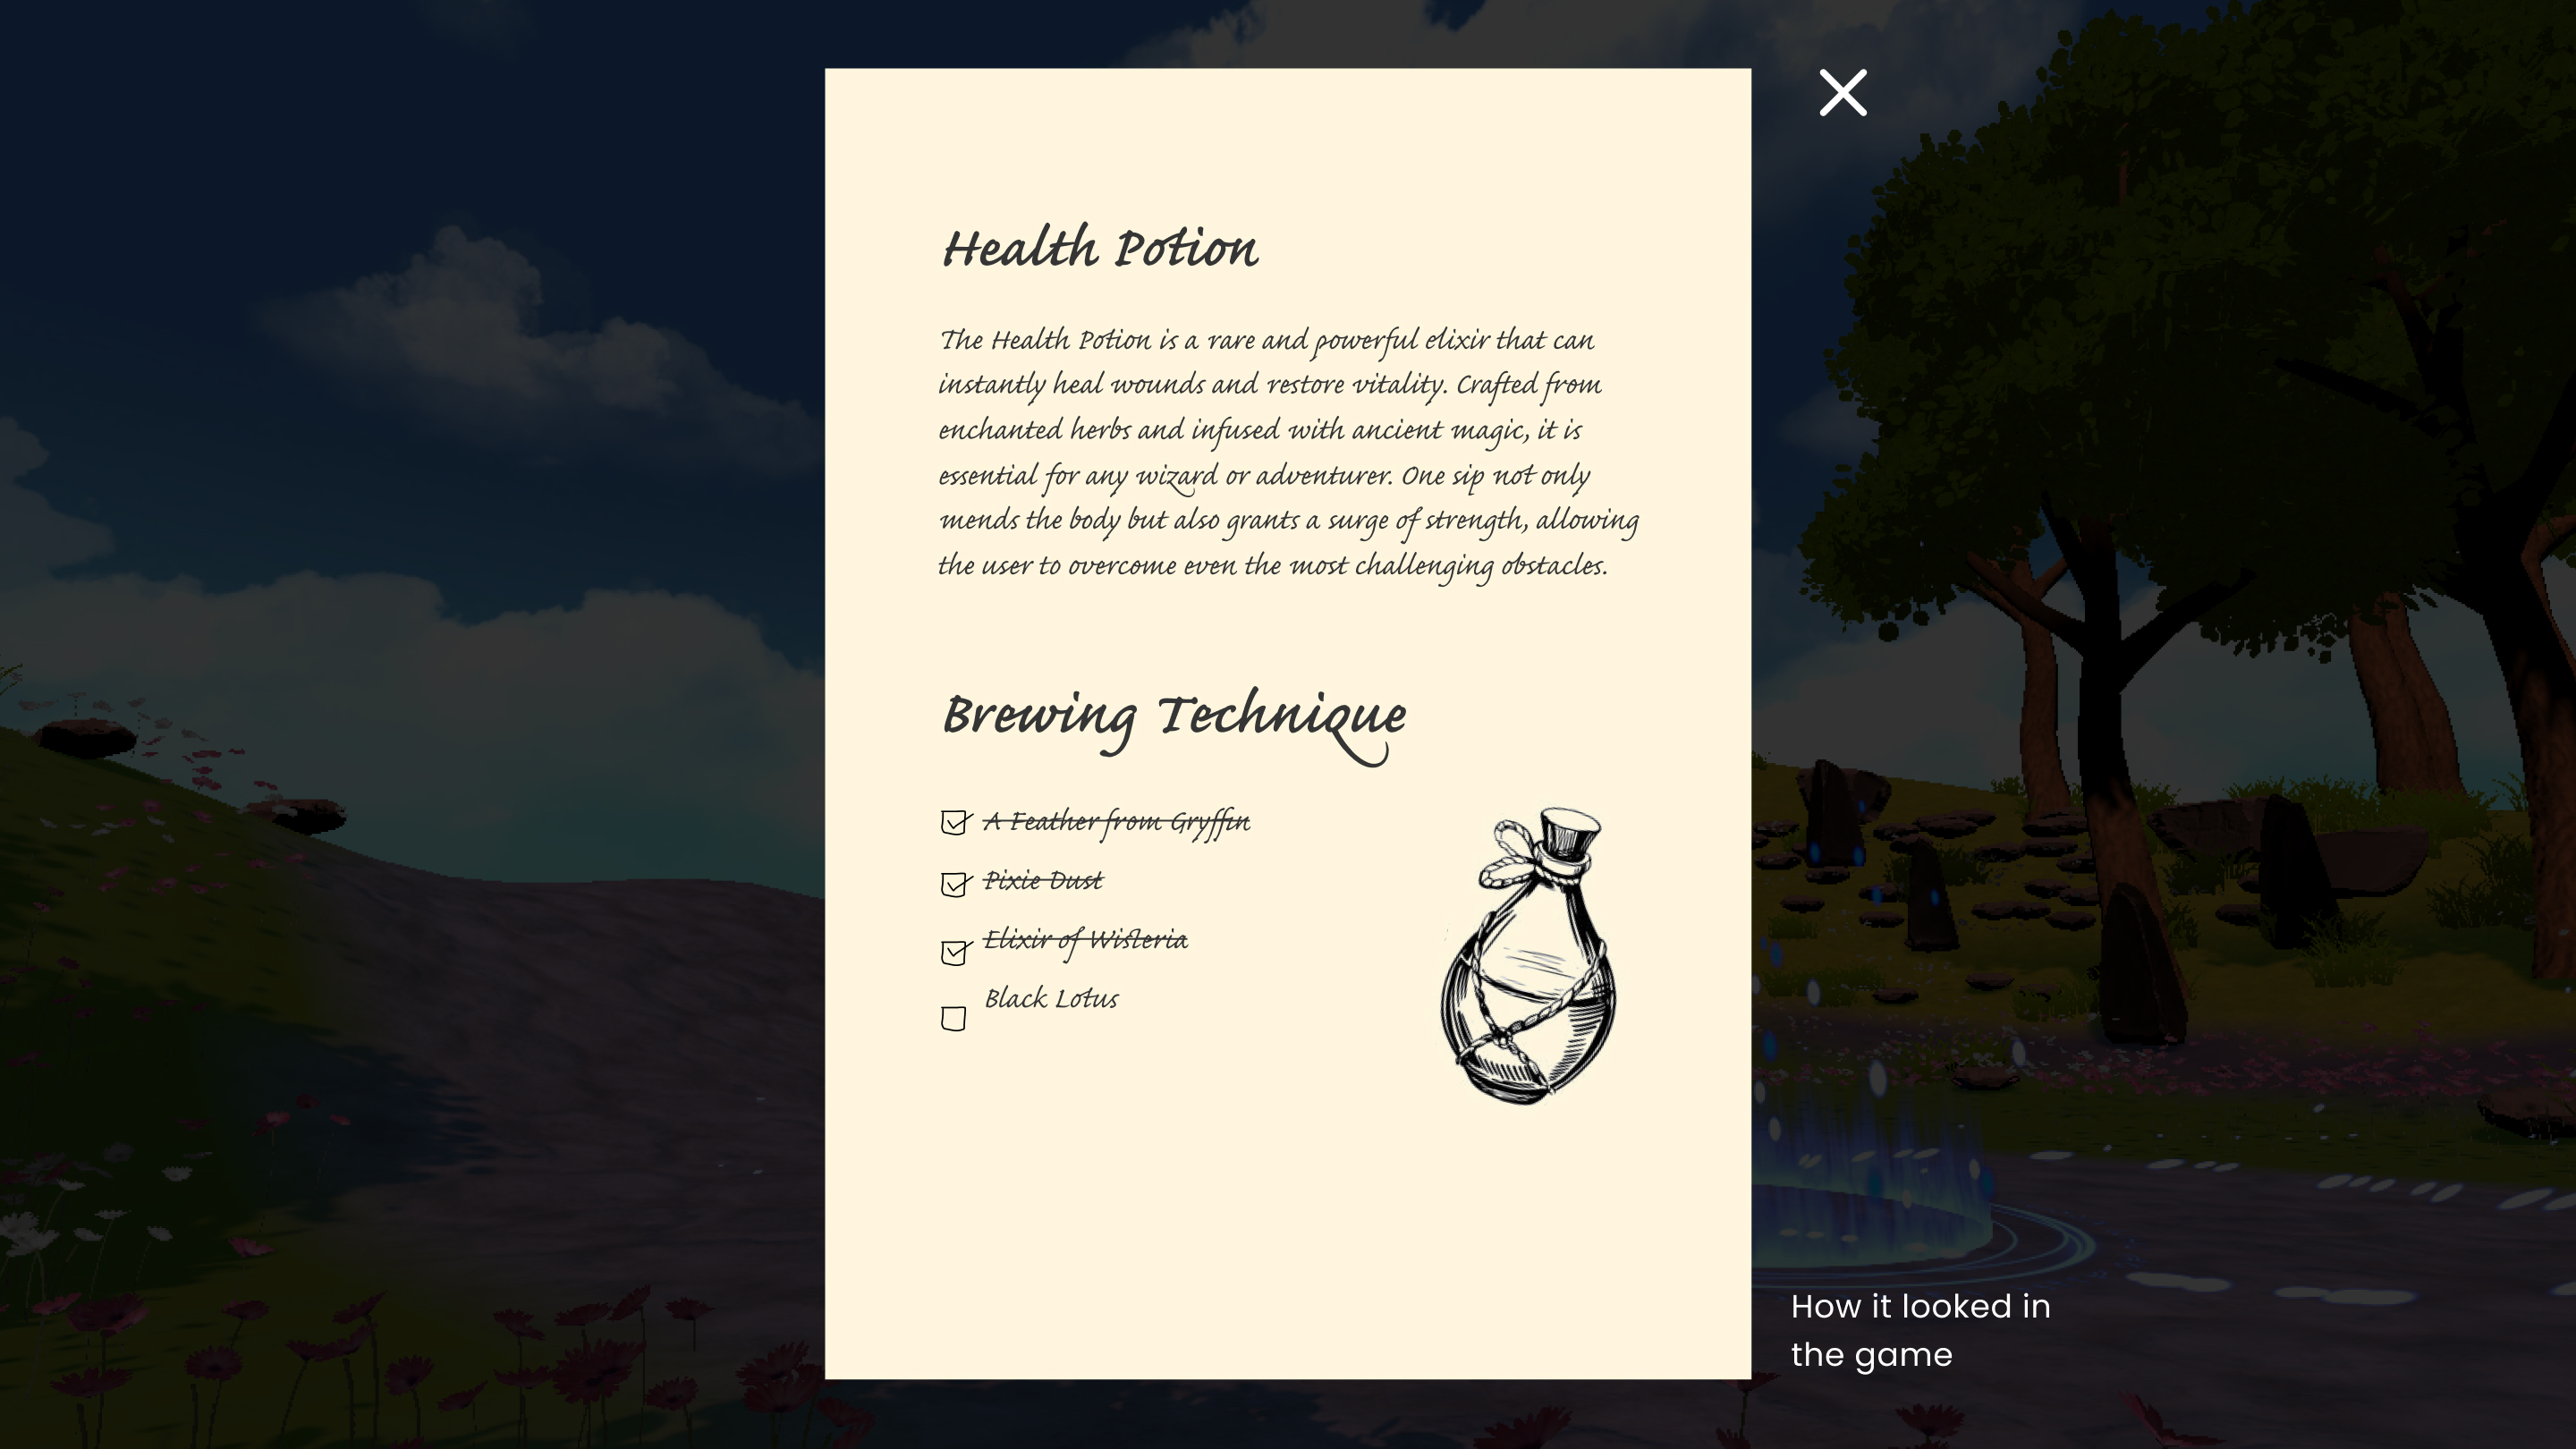 Health Potion
The Health Potion is a rare and powerful elixir that can
instantly heal wounds and restore vitality. Crafted from
enchanted herbs and infused with ancient magic, it is
essential for any wizard or adventurer. One sip not only
mends the body but also grants a surge of strength, allowing
the user to overcome even the most challenging obstacles.
Brewing Technique
A Feather from Gryffin
Pixie Dust
Elixir of Wisteria
Black Lotus
How it looked in
the game